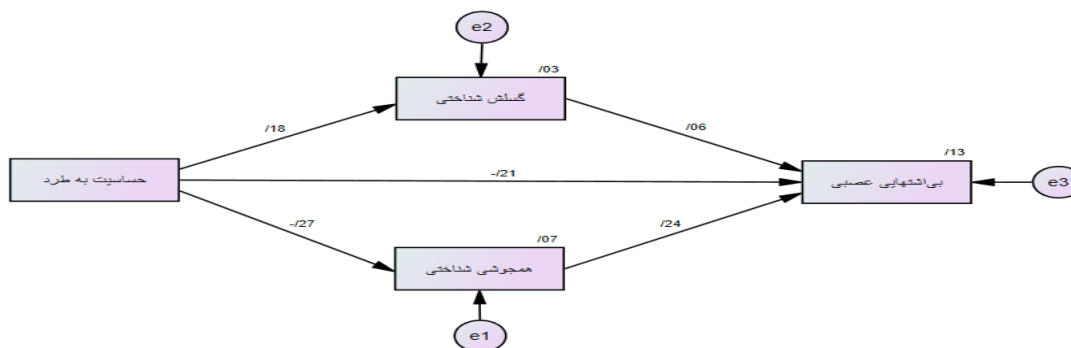 e2
/03
گسلش شناختی
/18
/06
/13
حساسیت به طرد
-/21
بی‌اشتهایی عصبی
e3
-/27
/24
/07
همجوشی شناختی
e1